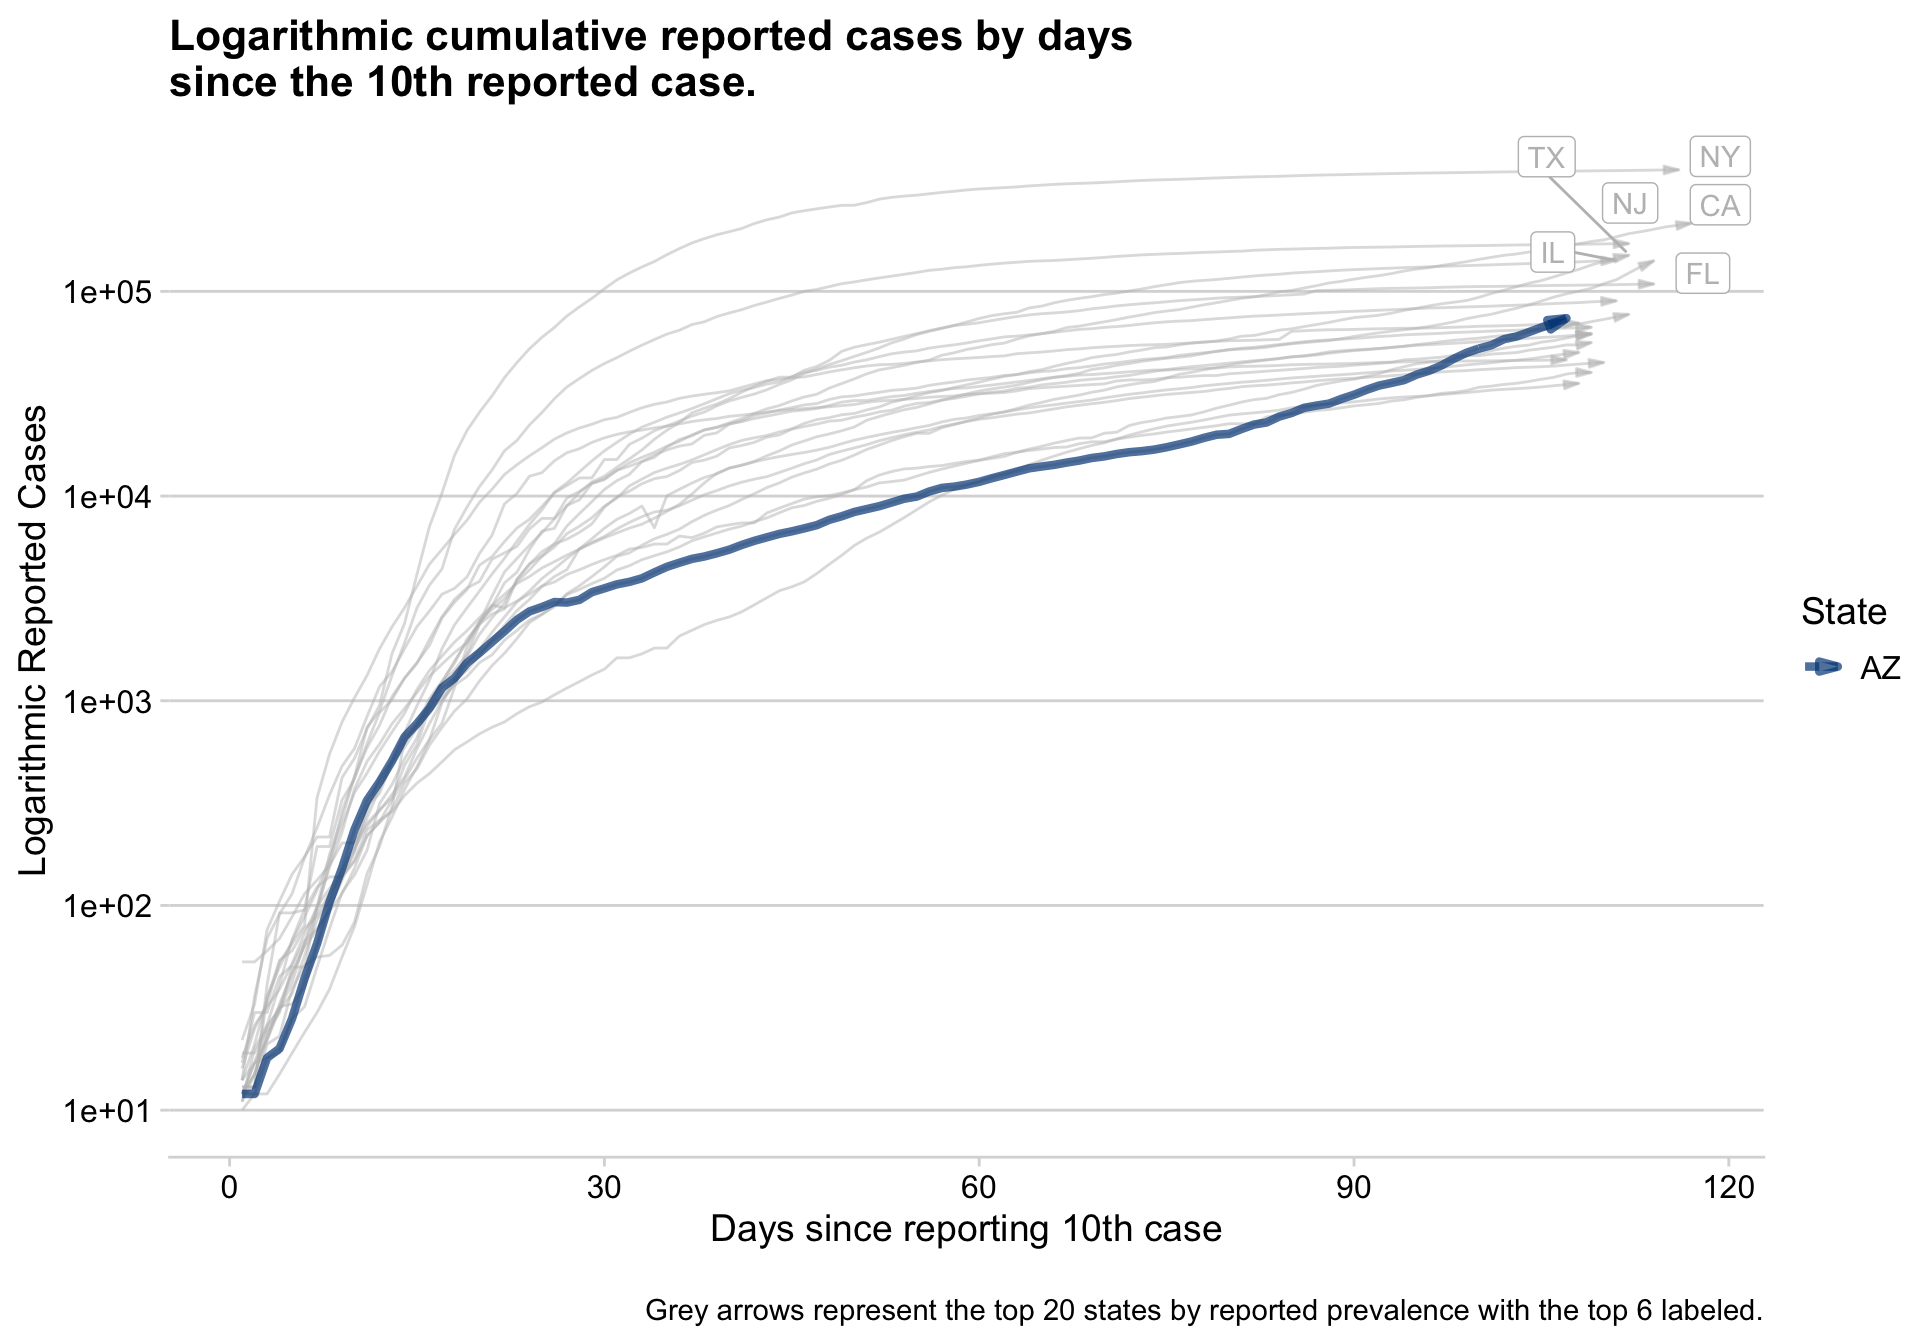 Logarithmic cumulative reported cases by days
since the 10th reported case.
TX
NY
NJ
CA
IL
FL
1e+05
1e+04
1e+03
1e+02
1e+01
Logarithmic Reported Cases
State
AZ
0 30 60 90 120
Days since reporting 10th case
Grey arrows represent the top 20 states by reported prevalence with the top 6 labeled.